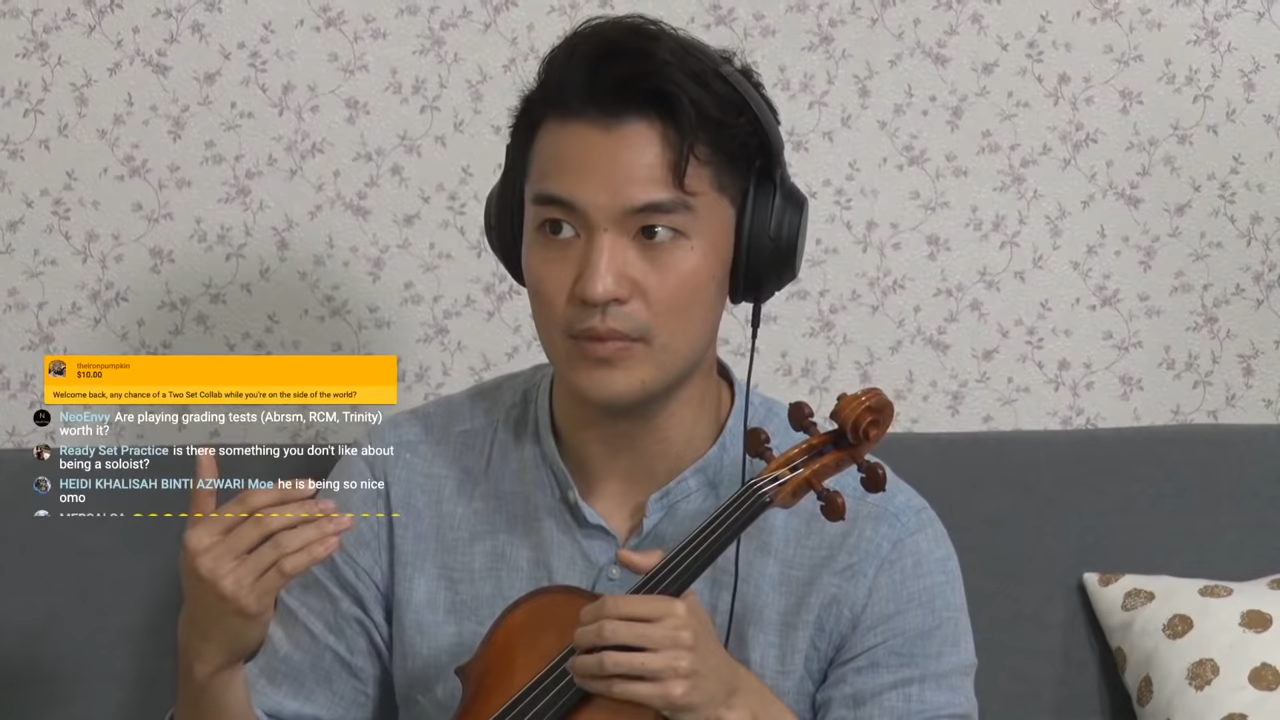 theironpumpkin
$10.00
Welcome back, any chance of a Two Set Collab while you're on the side of the world?
N
NeoEnvy Are playing grading tests (Abrsm, RCM, Trinity)
worth it?
Ready Set Practice is there something you don't like about
being a soloist?
HEIDI KHALISAH BINTI AZWARI Moe he is being so nice
omo